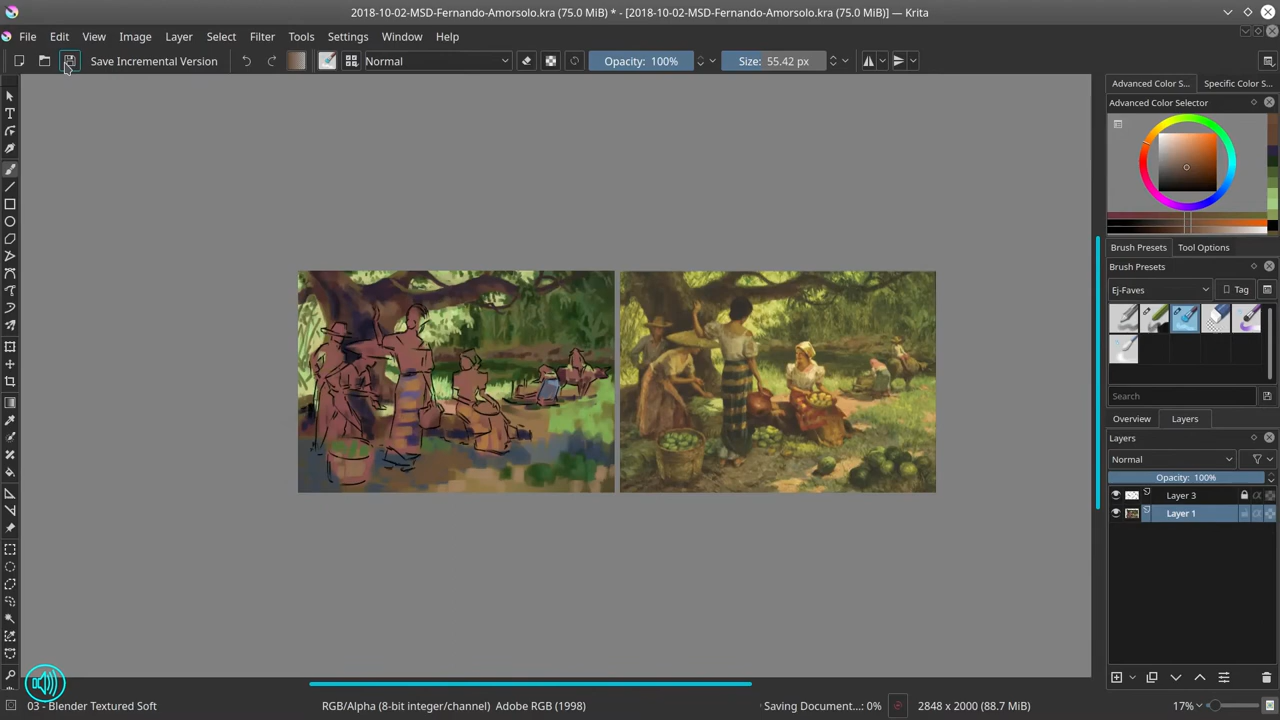 2018-10-02-MSD-Fernando-Amorsolo.kra (75.0 MiB) * - [2018-10-02-MSD-Fernando-Amorsolo.kra (88.7 MiB)] — Krita
File Edit View Image Layer Select Filter Tools Settings Window Help
Save Incremental Version Normal Opacity: 100% Size: 55.42 px
Advanced Color S... Specific Color S...
Advanced Color Selector
Brush Presets Tool Options
Brush Presets
Ej-Faves Tag
Search
Overview Layers
Layers
Normal
Opacity: 100%
Layer 3
Layer 1
03 - Blender Textured Soft RGB/Alpha (8-bit integer/channel) Adobe RGB (1998) Saving Document...: 0% 2848 x 2000 (88.7 MiB) 17%